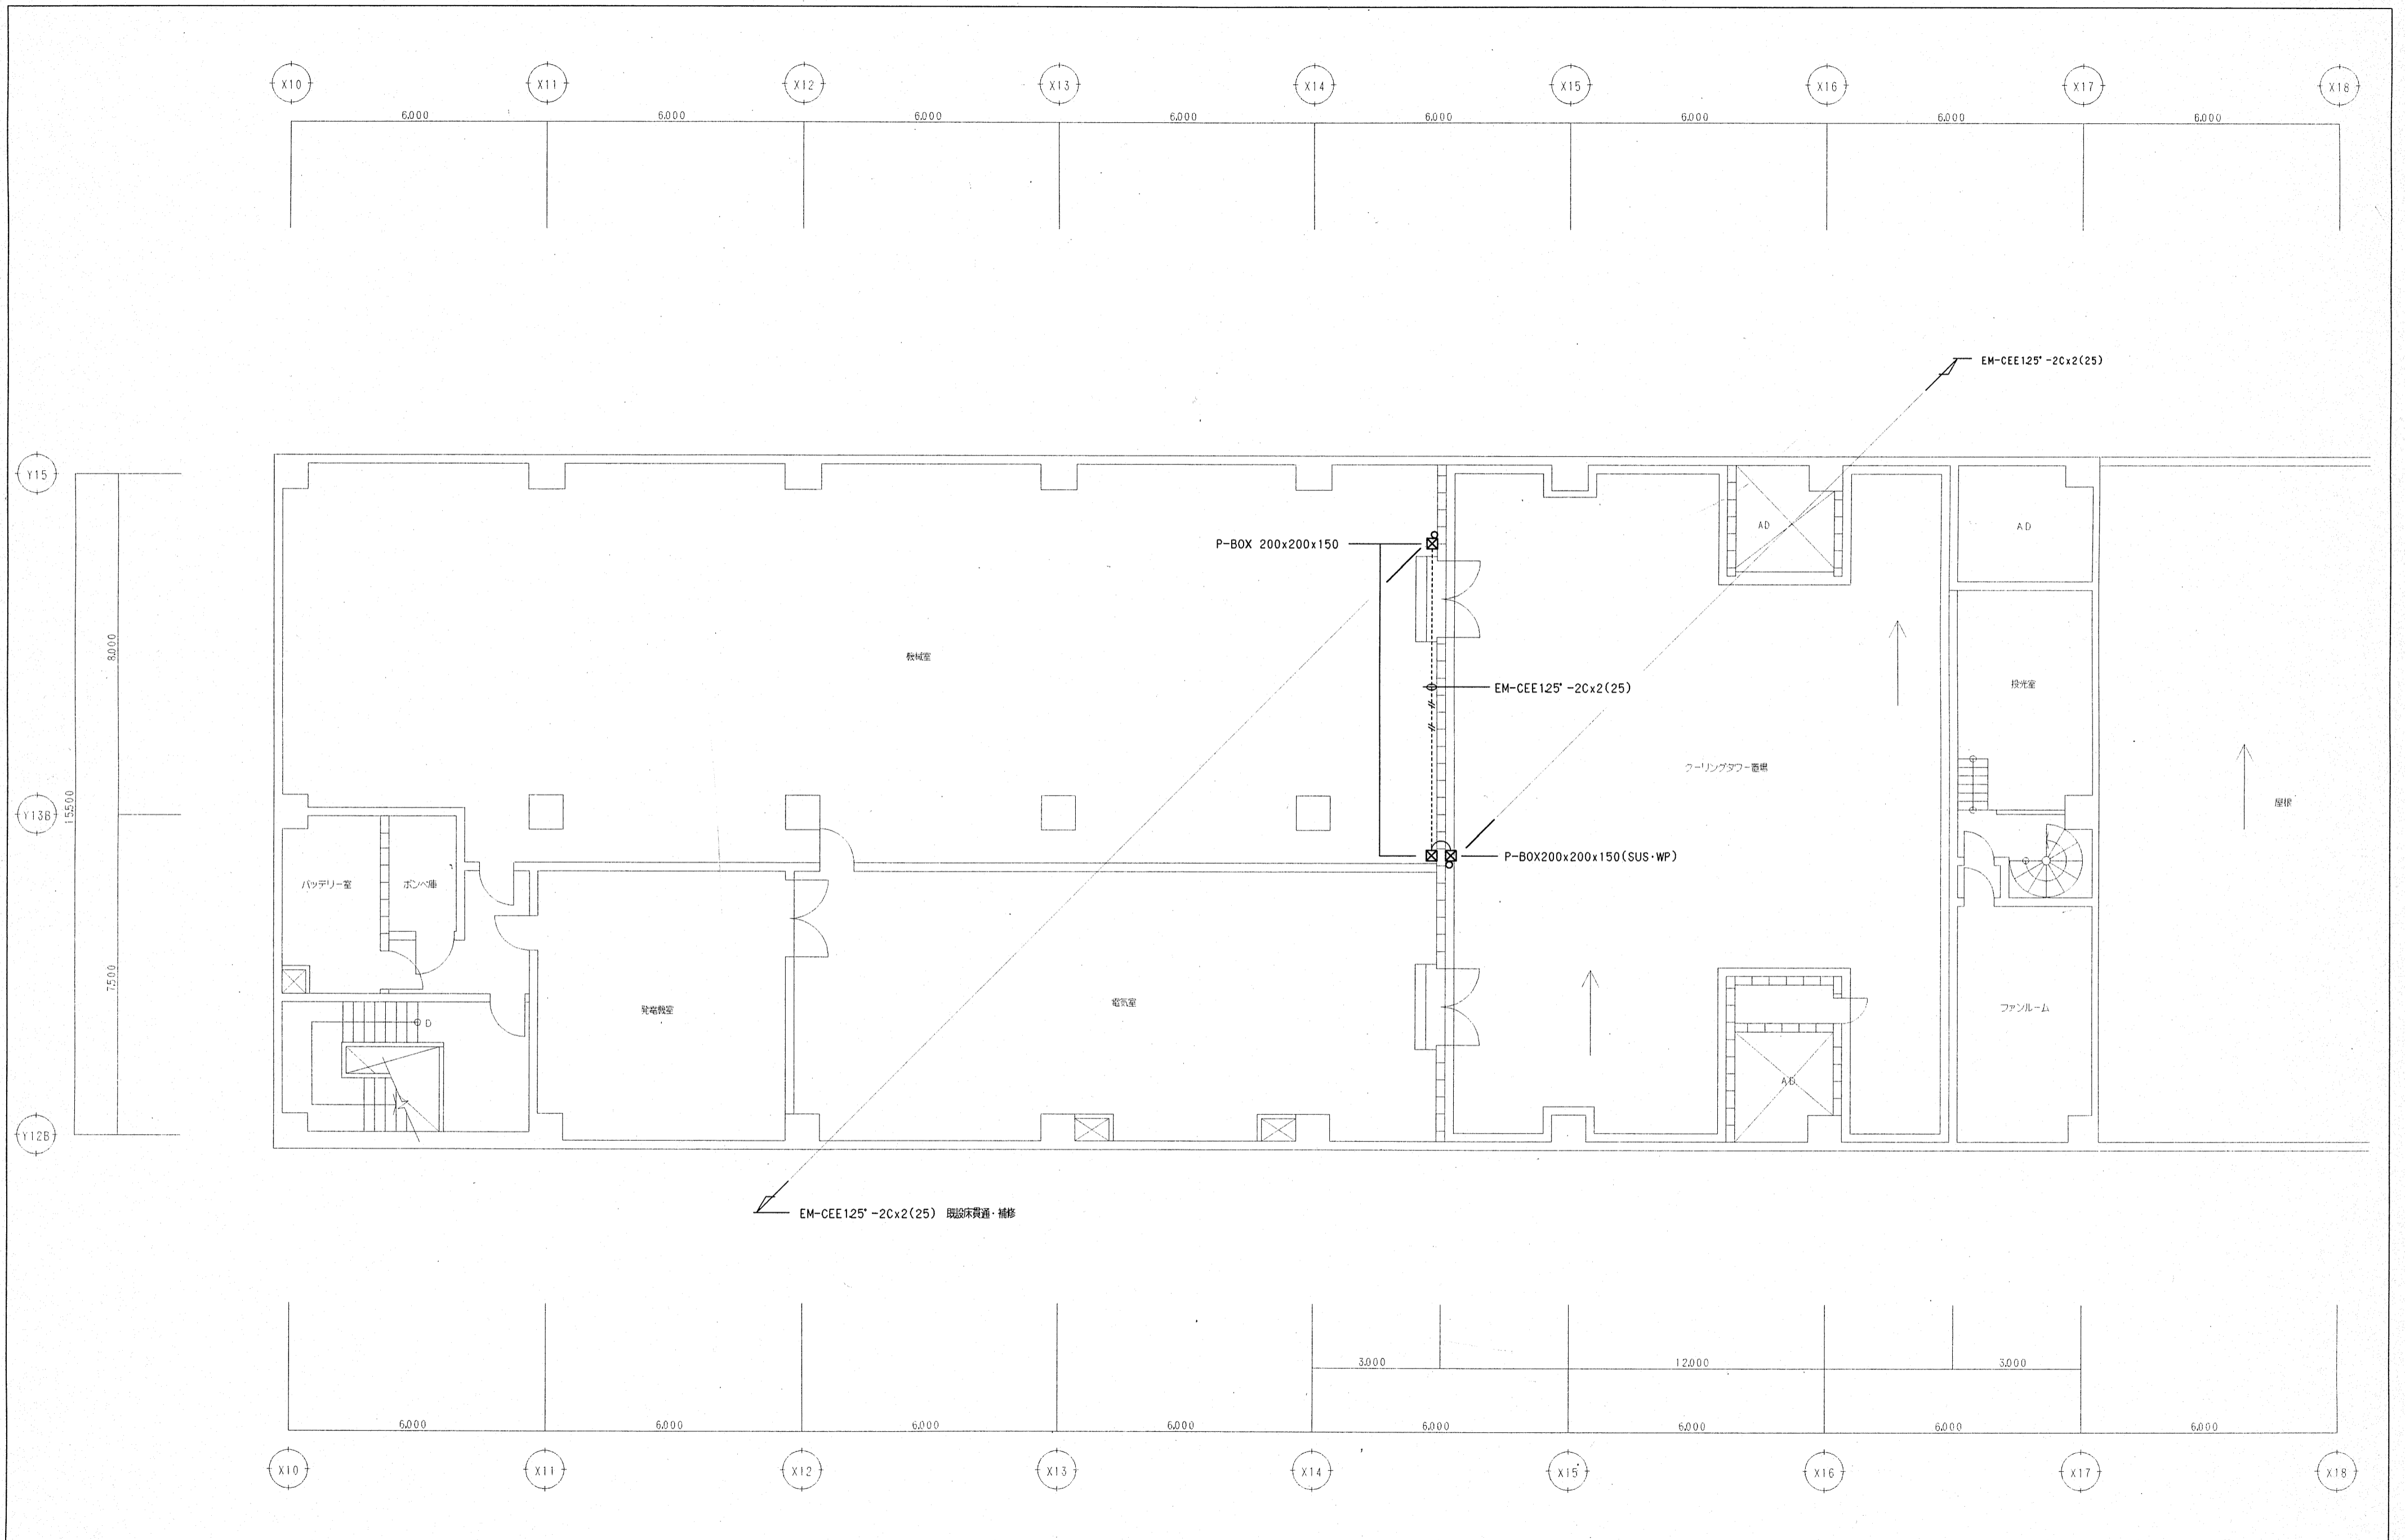 X10 X11 X12 X13 X14 X15 X16 X17 X18
6.000 6.000 6.000 6.000 6.000 6.000 6.000 6.000
EM-CEE1.25°-2Cx2(25)
Y15
AD
AD
P-BOX 200x200x150
8.000
機械室
投光室
EM-CEE1.25°-2Cx2(25)
クーリングタワー置場
15.500
屋根
Y13B
P-BOX200x200x150(SUS・WP)
バッテリー室
ボンベ庫
7.500
発電機室
電気室
ファンルーム
D
AD
Y12B
EM-CEE1.25°-2Cx2(25) 既設床貫通・補修
3.000 12.000 3.000
6.000 6.000 6.000 6.000 6.000 6.000 6.000 6.000
X10 X11 X12 X13 X14 X15 X16 X17 X18